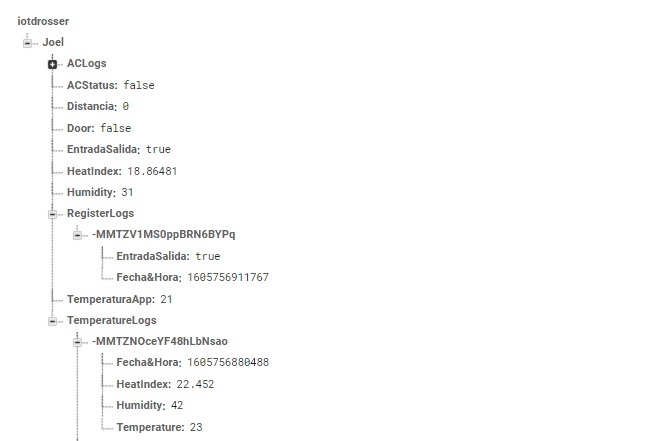 iotdrosser
Joel
ACLogs
ACStatus: false
Distancia: 0
Door: false
EntradaSalida: true
HeatIndex: 18.86481
Humidity: 31
RegisterLogs
-MMTZV1MS0ppBRN6BYPq
EntradaSalida: true
Fecha&Hora: 1605756911767
TemperaturaApp: 21
TemperatureLogs
-MMTZNOceYF48hLbNsao
Fecha&Hora: 1605756880488
HeatIndex: 22.452
Humidity: 42
Temperature: 23